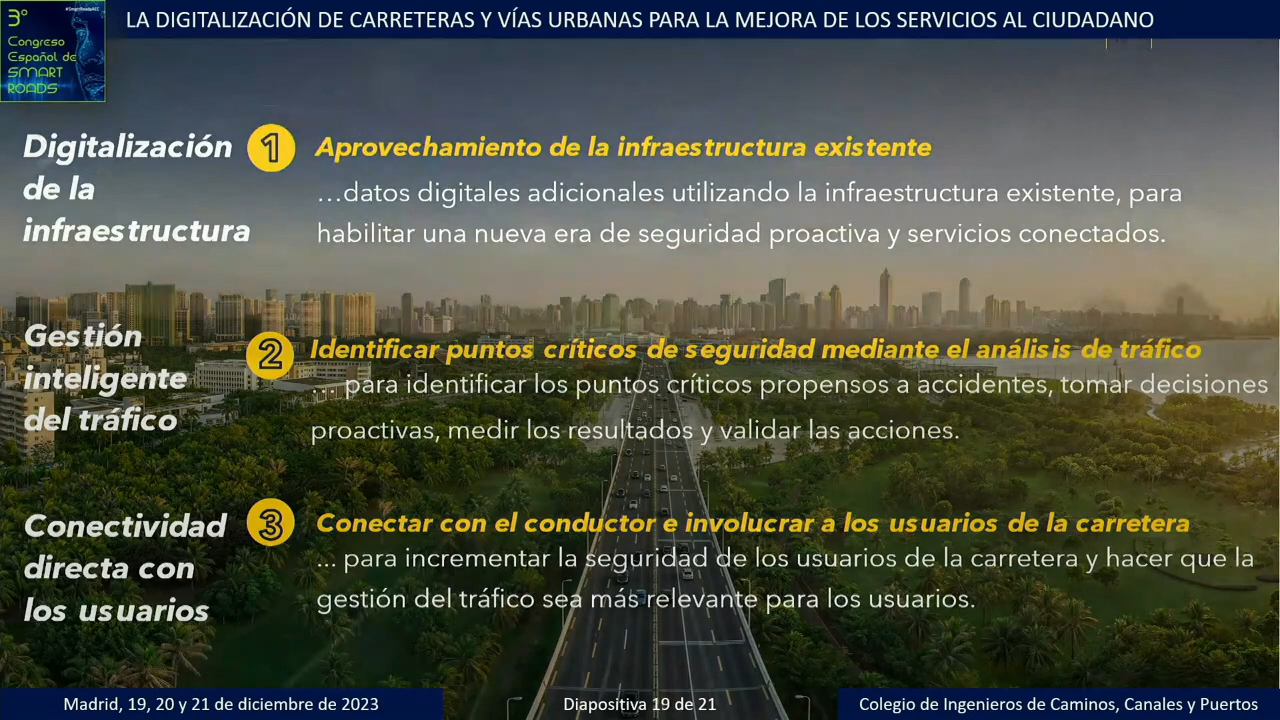 3º
Congreso
Español de
SMART
ROADS
#SmartRoadsAEC
LA DIGITALIZACIÓN DE CARRETERAS Y VÍAS URBANAS PARA LA MEJORA DE LOS SERVICIOS AL CIUDADANO
Digitalización
de la
infraestructura
1
Aprovechamiento de la infraestructura existente
…datos digitales adicionales utilizando la infraestructura existente, para
habilitar una nueva era de seguridad proactiva y servicios conectados.
Gestión
inteligente
del tráfico
2
Identificar puntos críticos de seguridad mediante el análisis de tráfico
... para identificar los puntos críticos propensos a accidentes, tomar decisiones
proactivas, medir los resultados y validar las acciones.
Conectividad
directa con
los usuarios
3
Conectar con el conductor e involucrar a los usuarios de la carretera
... para incrementar la seguridad de los usuarios de la carretera y hacer que la
gestión del tráfico sea más relevante para los usuarios.
Madrid, 19, 20 y 21 de diciembre de 2023
Diapositiva 19 de 21
Colegio de Ingenieros de Caminos, Canales y Puertos